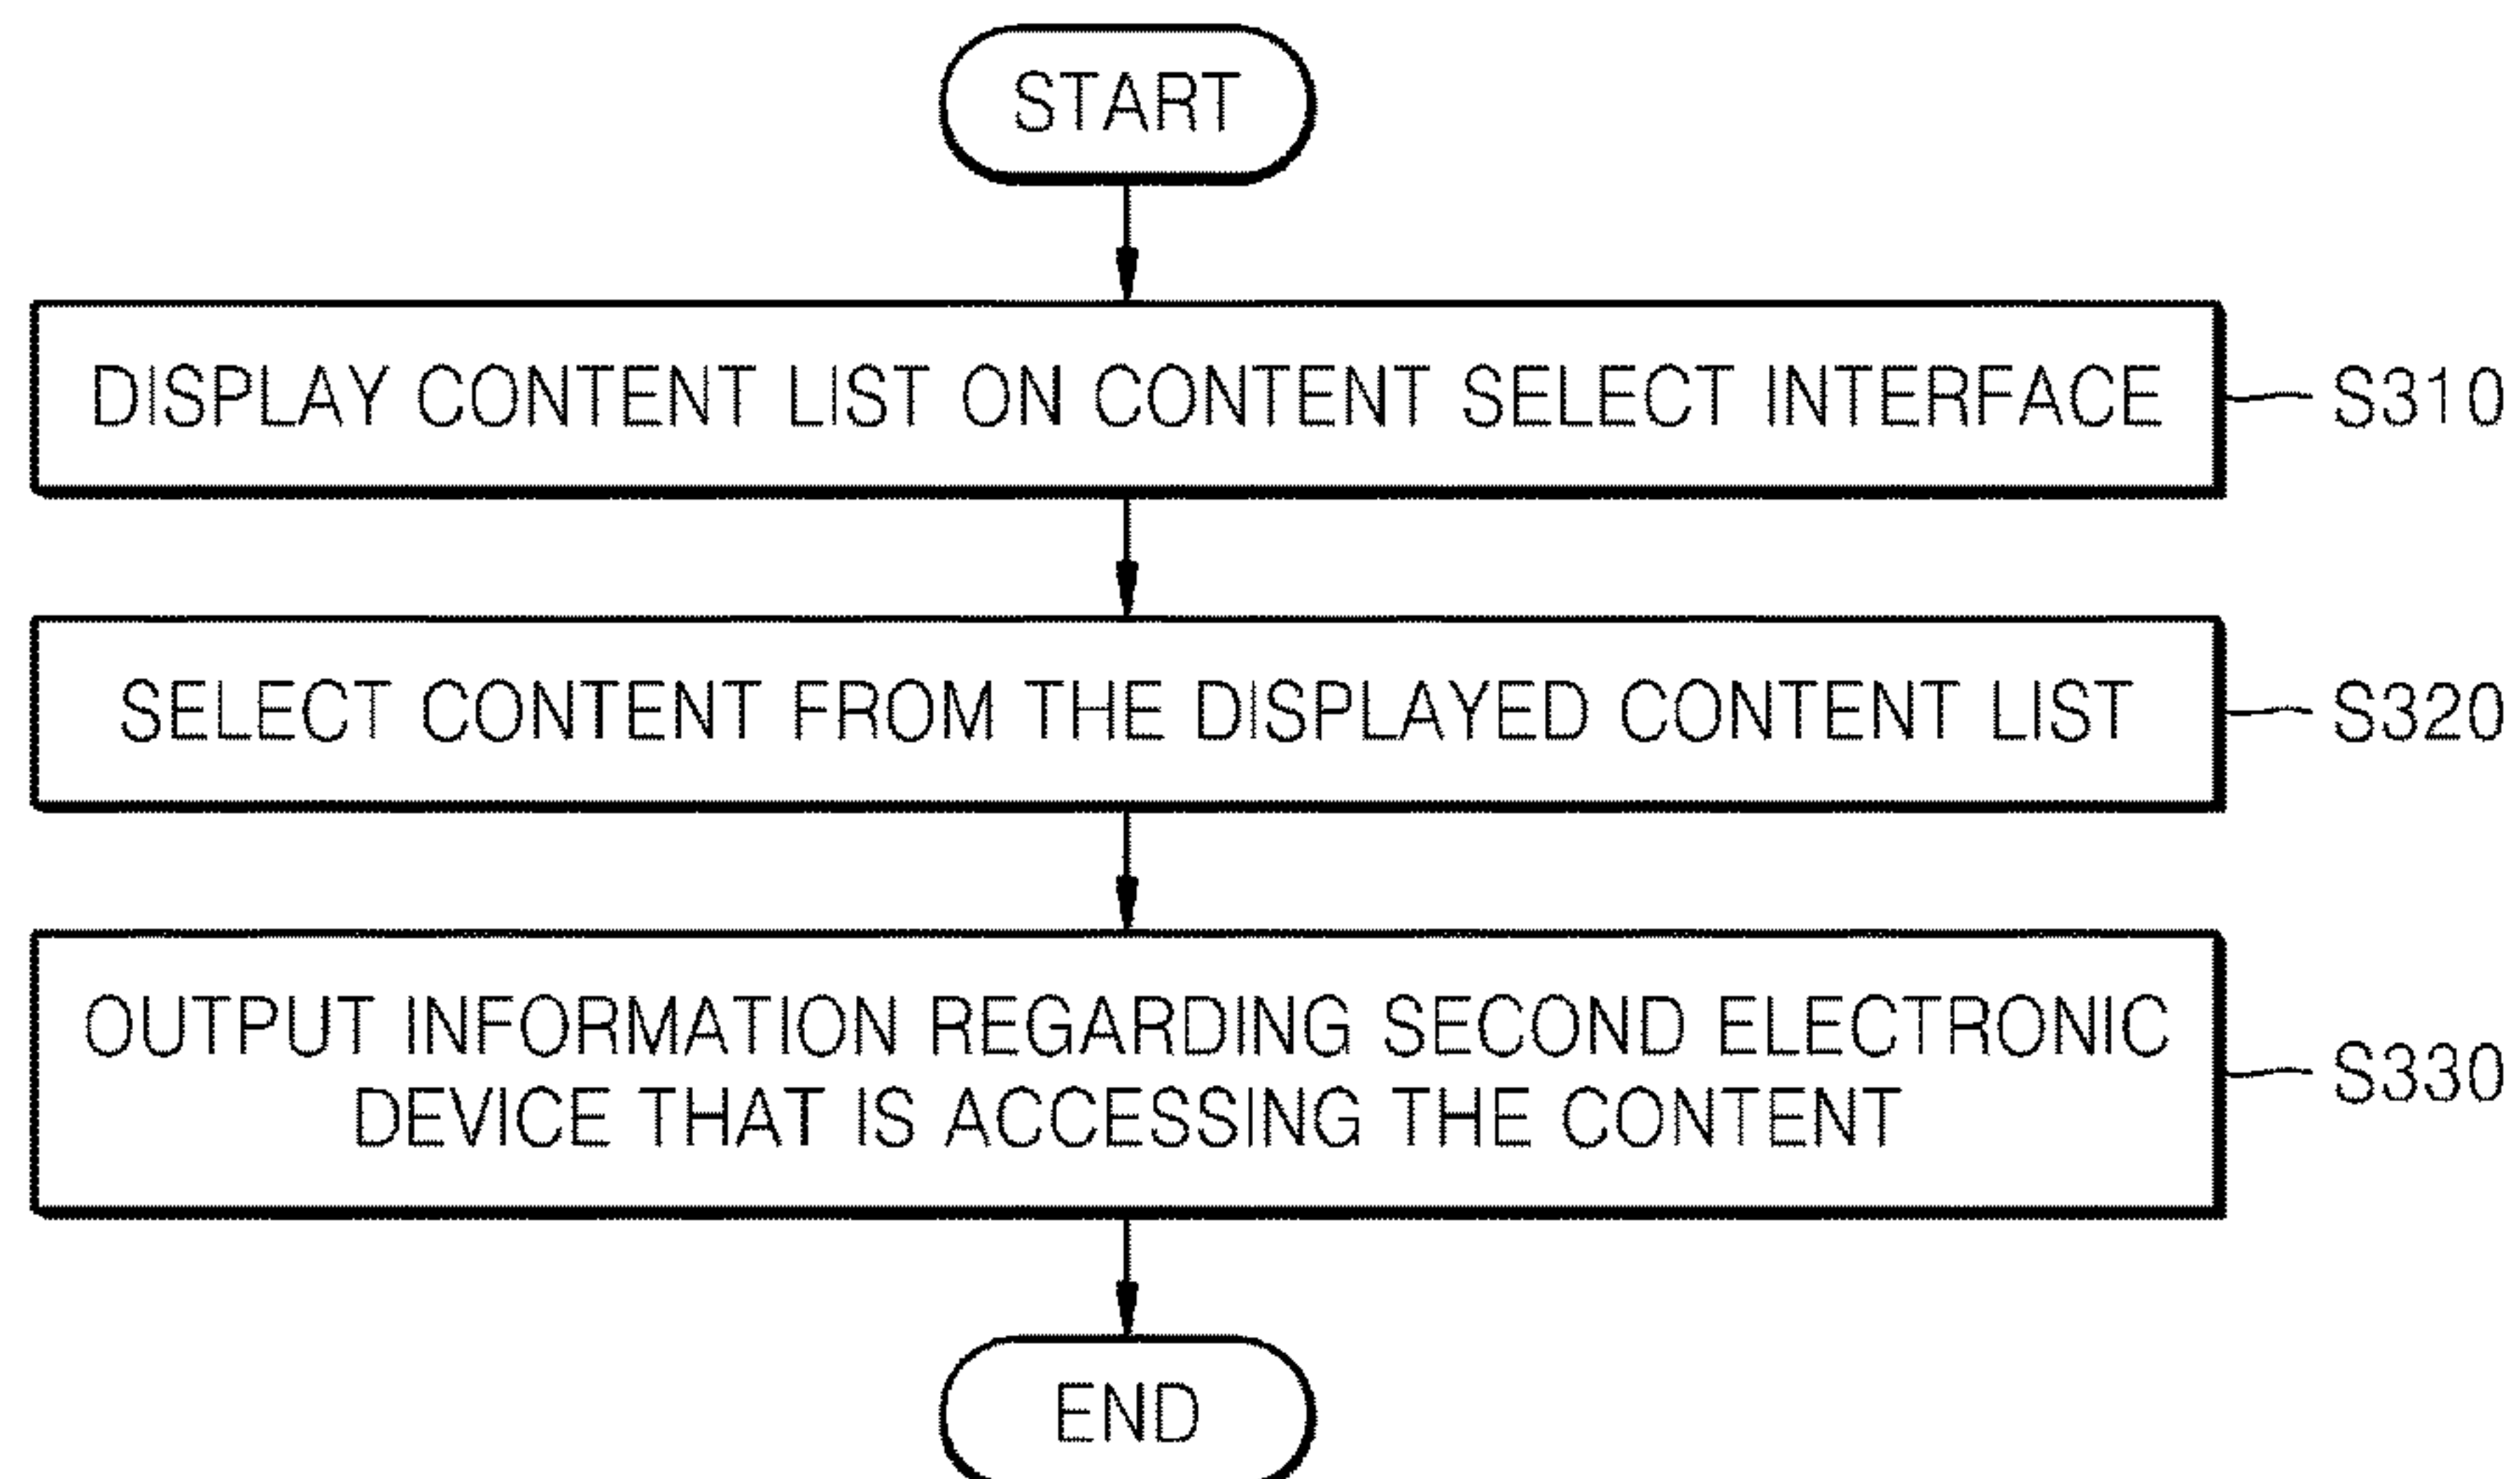 START
DISPLAY CONTENT LIST ON CONTENT SELECT INTERFACE
S310
SELECT CONTENT FROM THE DISPLAYED CONTENT LIST
S320
OUTPUT INFORMATION REGARDING SECOND ELECTRONIC
DEVICE THAT IS ACCESSING THE CONTENT
S330
END